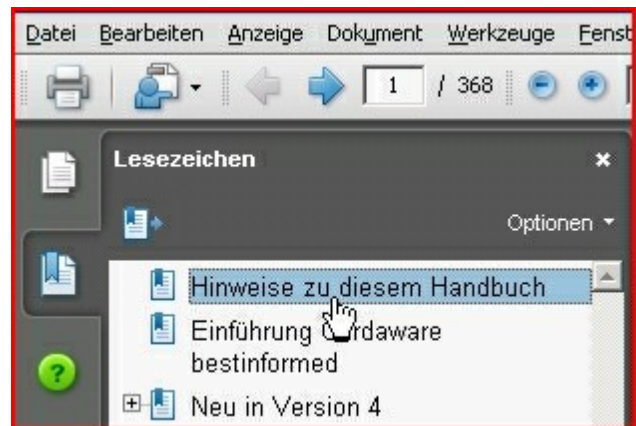 Datei Bearbeiten Anzeige Dokument Werkzeuge Fenst
1 / 368
Lesezeichen
Optionen
Hinweise zu diesem Handbuch
Einführung
bestinformed
Neu in Version 4